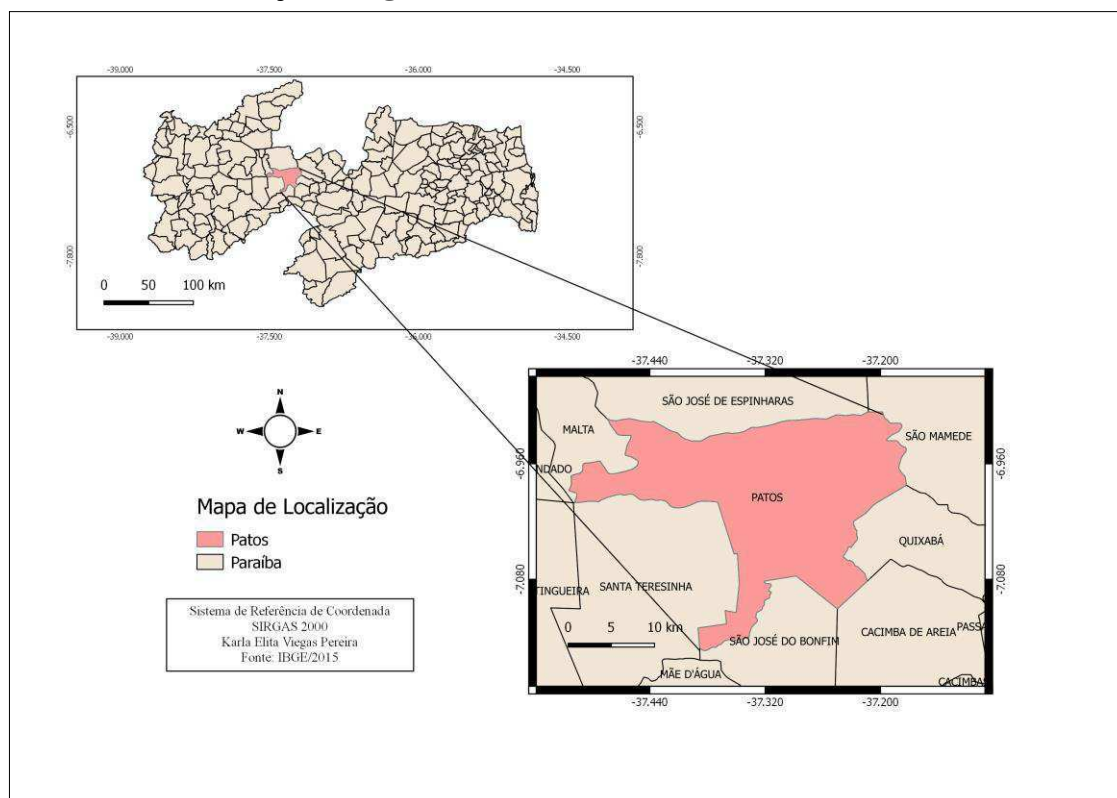 -39.000 -37.500 -36.000 -34.500
-6.500 -6.500
-7.800 -7.800
0 50 100 km
-39.000 -37.500 -36.000 -34.500
N
W E
S
Mapa de Localização
Patos
Paraíba
Sistema de Referência de Coordenada
SIRGAS 2000
Karla Elita Viegas Pereira
Fonte: IBGE/2015
-37.440 -37.320 -37.200
SÃO JOSÉ DE ESPINHARAS
MALTA
SÃO MAMEDE
-6.960 -6.960
NDADO
PATOS
QUIXABÁ
-7.080 -7.080
TINGUEIRA
SANTA TERESINHA
0 5 10 km
SÃO JOSÉ DO BONFIM
CACIMBA DE AREIA
PASSA
MÃE D'ÁGUA
CACIMBAS
-37.440 -37.320 -37.200